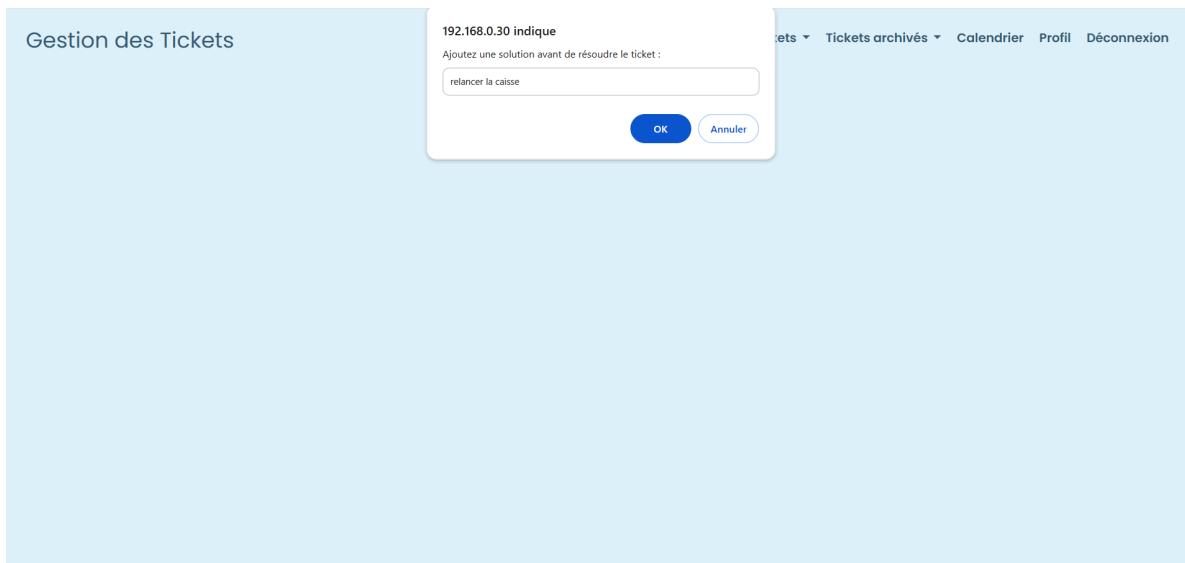 Gestion des Tickets
192.168.0.30 indique
Ajoutez une solution avant de résoudre le ticket :
relancer la caisse
OK Annuler
Tickets archivés Calendrier Profil Déconnexion